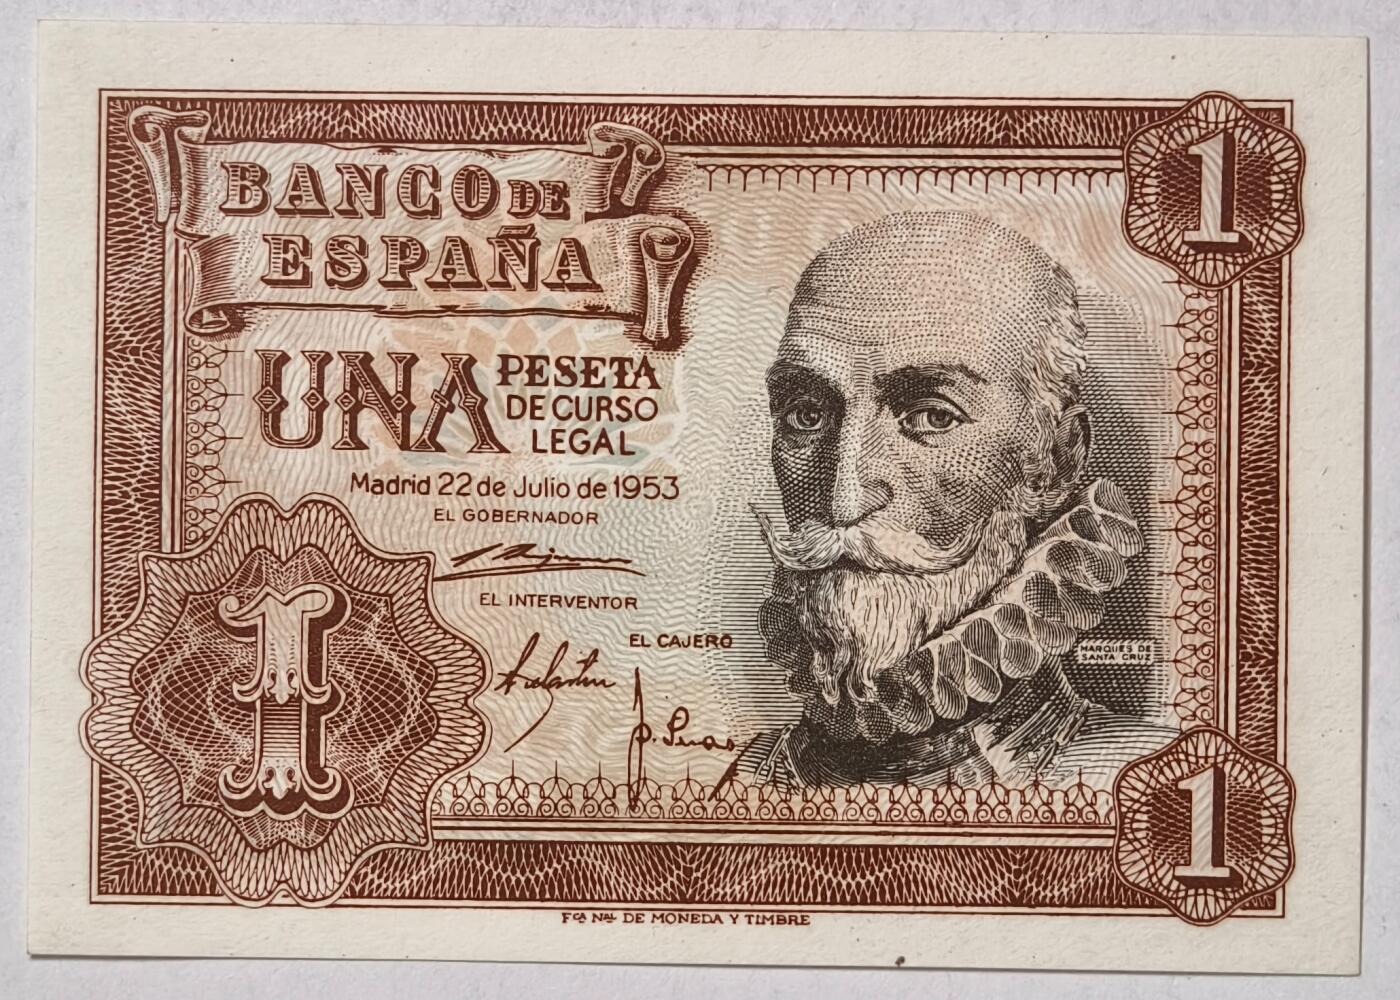 BANCO DE
ESPAÑA
1
UNA PESETA
DE CURSO
LEGAL
Madrid 22 de Julio de 1953
EL GOBERNADOR
EL INTERVENTOR
EL CAJERO
MARQUES DE
SANTA CRUZ
1
1
FCA NAL DE MONEDA Y TIMBRE